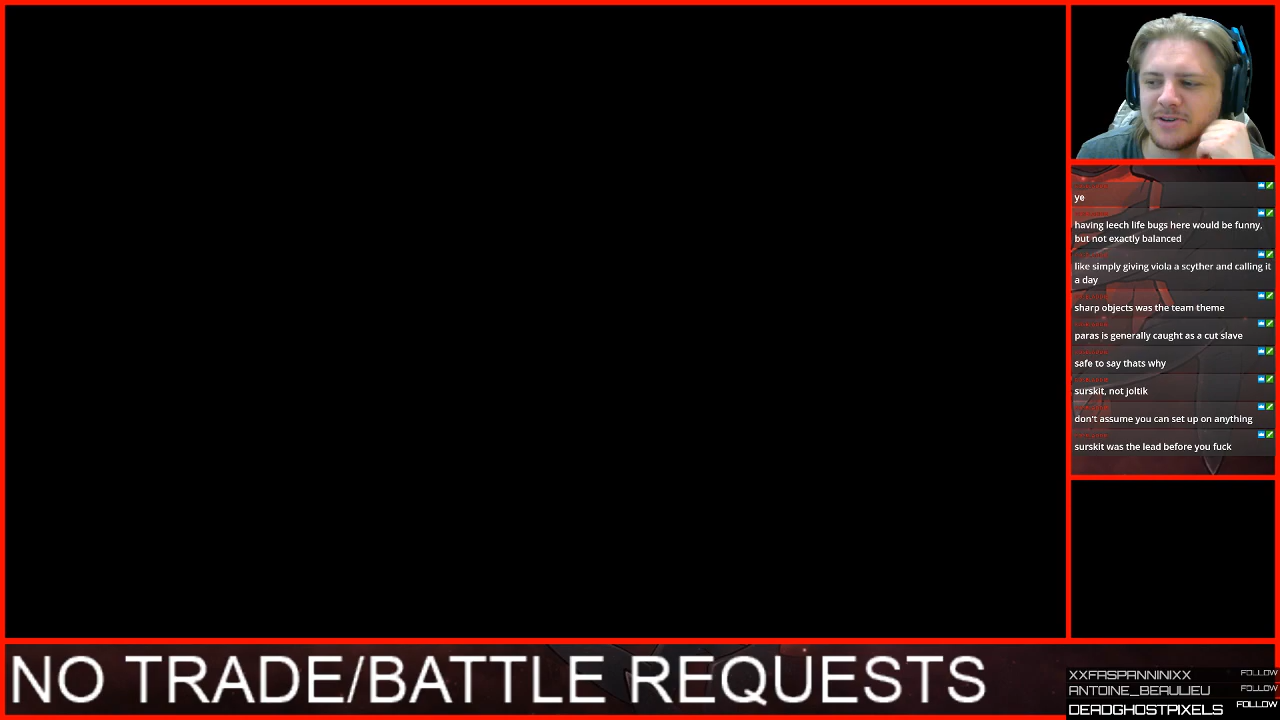 ye
having leech life bugs here would be funny,
but not exactly balanced
like simply giving viola a scyther and calling it
a day
sharp objects was the team theme
paras is generally caught as a cut slave
safe to say thats why
surskit, not joltik
don't assume you can set up on anything
surskit was the lead before you fuck
NO TRADE/BATTLE REQUESTS
XXFASPANNINIXX FOLLOW
ANTOINE_BEAULIEU FOLLOW
DEADGHOSTPIXELS FOLLOW